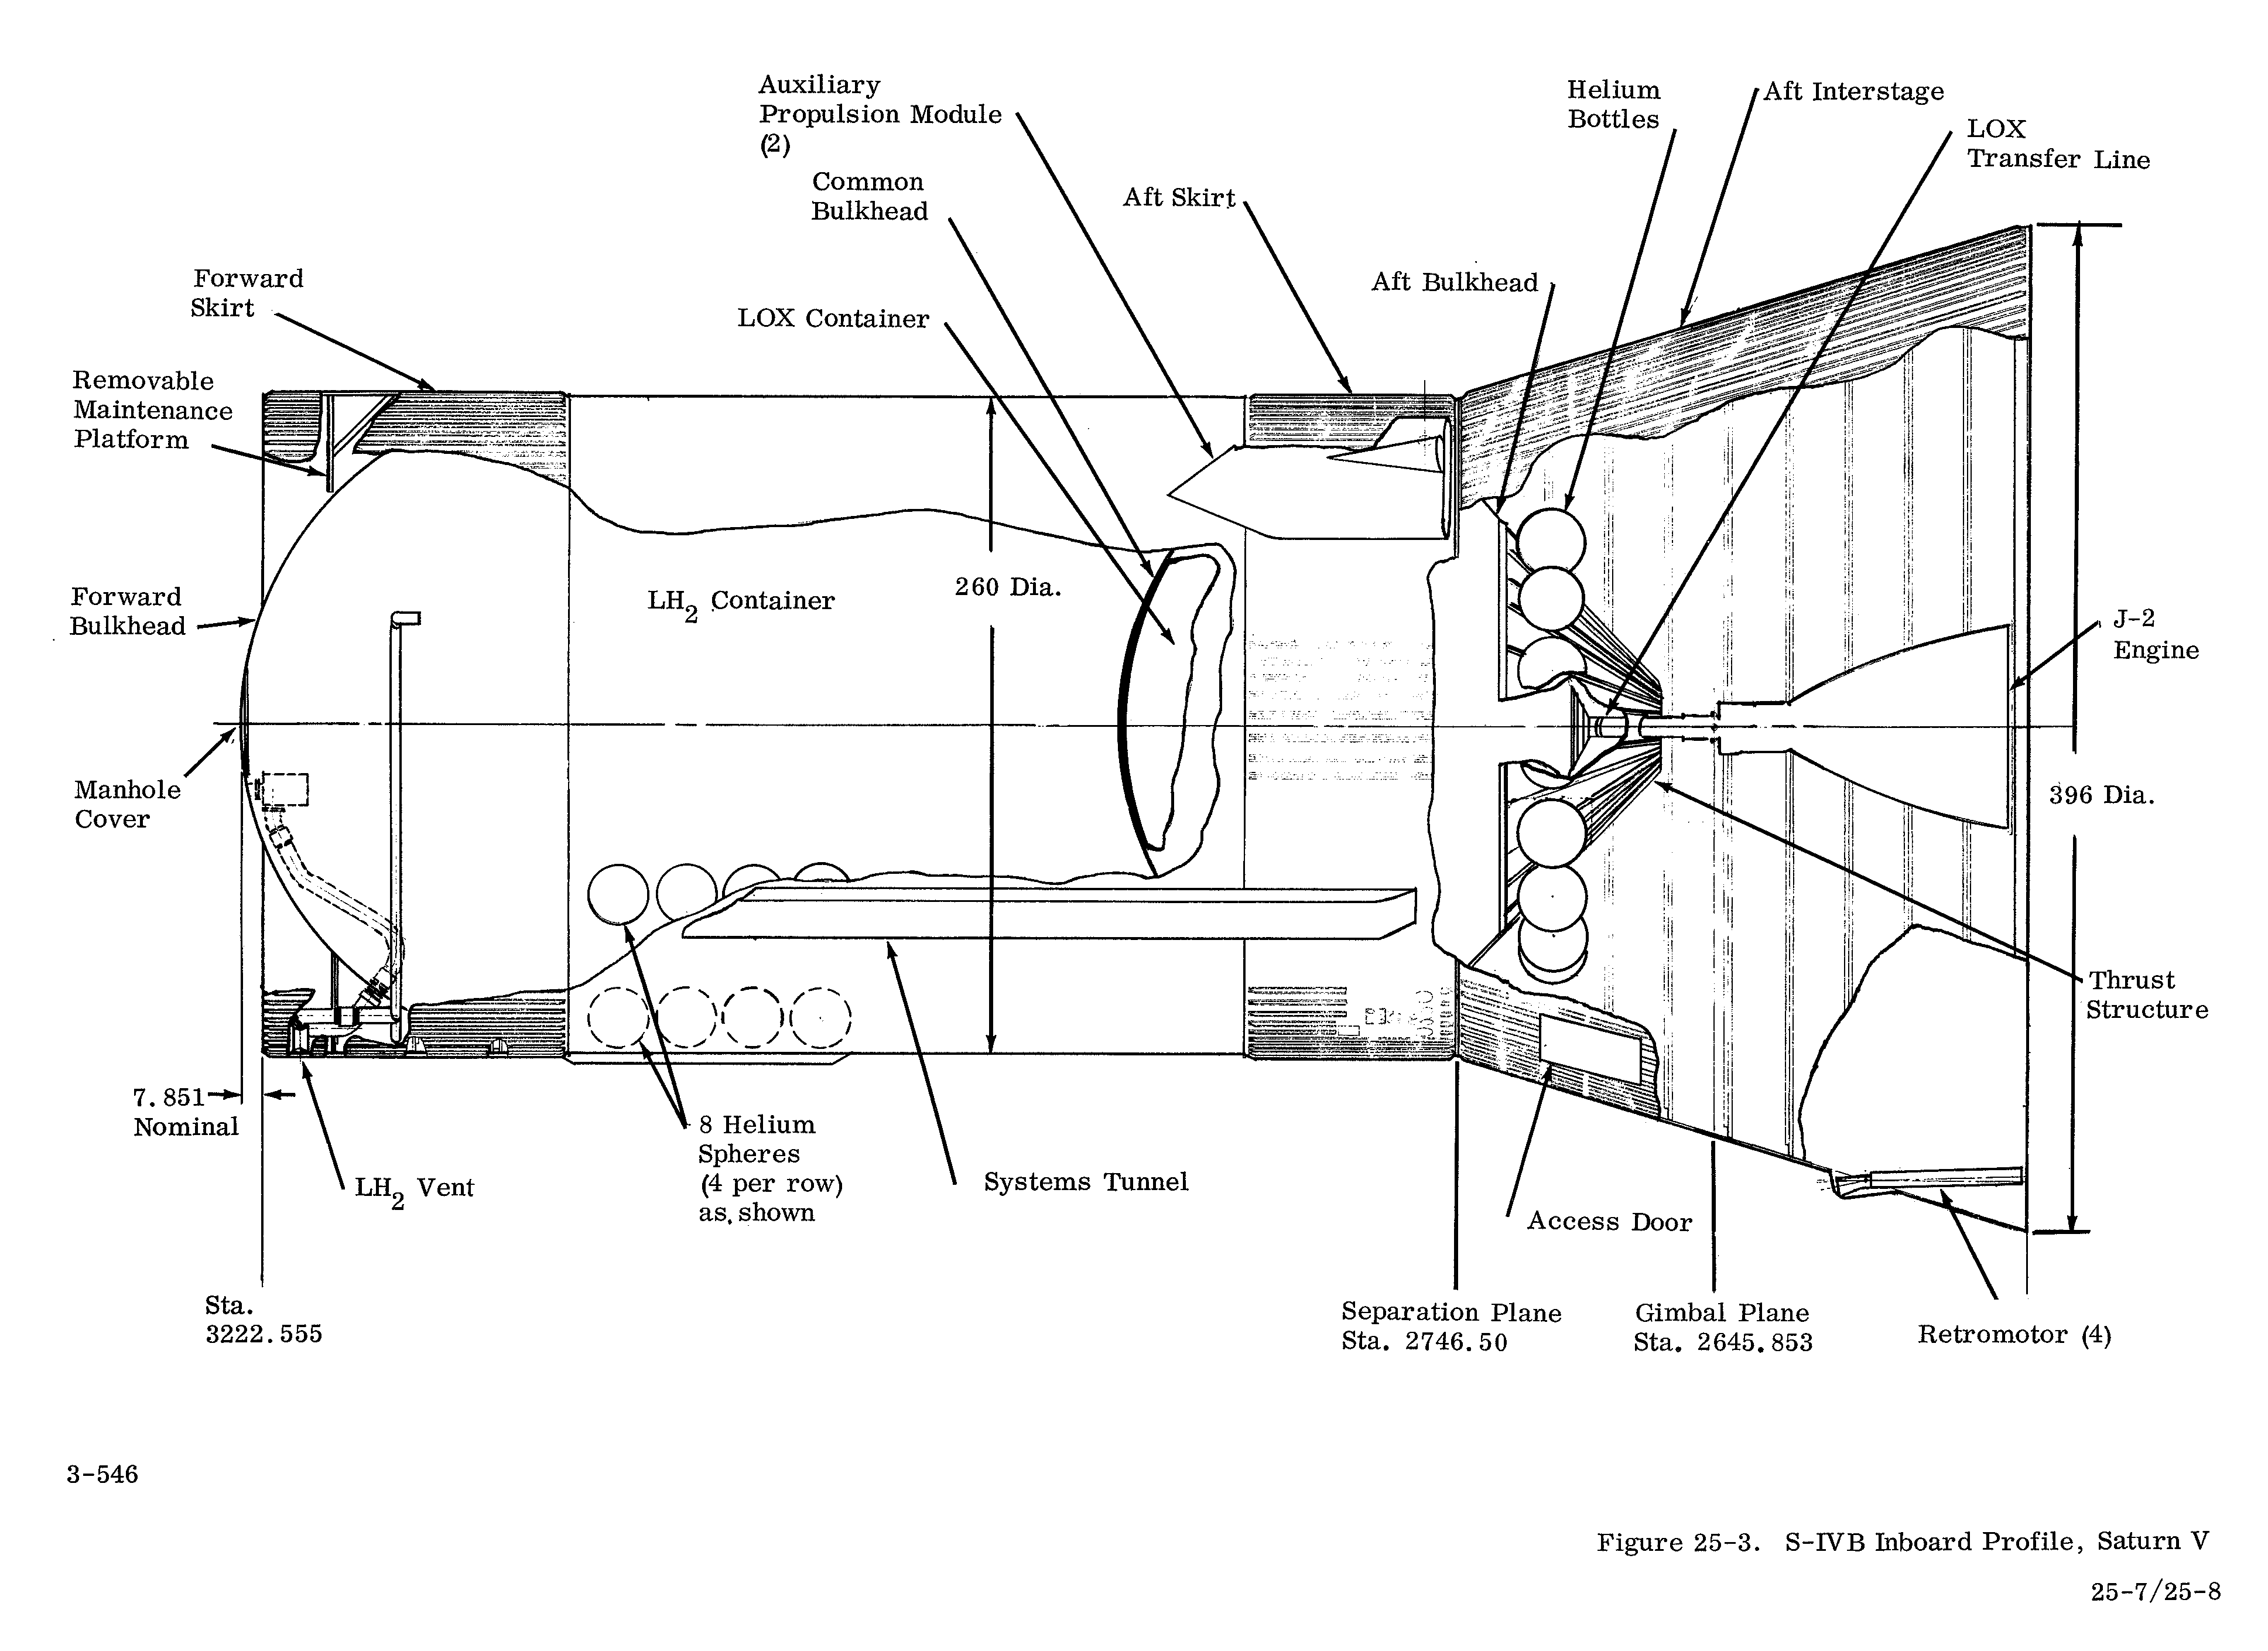 Auxiliary
Propulsion Module
(2)
Helium
Bottles
Aft Interstage
LOX
Transfer Line
Common
Bulkhead
Aft Skirt
Forward
Skirt
Aft Bulkhead
LOX Container
Removable
Maintenance
Platform
Forward
Bulkhead
LH2 Container
260 Dia.
J-2
Engine
Manhole
Cover
396 Dia.
Thrust
Structure
7.851
Nominal
8 Helium
Spheres
(4 per row)
as shown
LH2 Vent
Systems Tunnel
Access Door
Sta.
3222.555
Separation Plane
Sta. 2746.50
Gimbal Plane
Sta. 2645.853
Retromotor (4)
3-546
Figure 25-3. S-IVB Inboard Profile, Saturn V
25-7/25-8